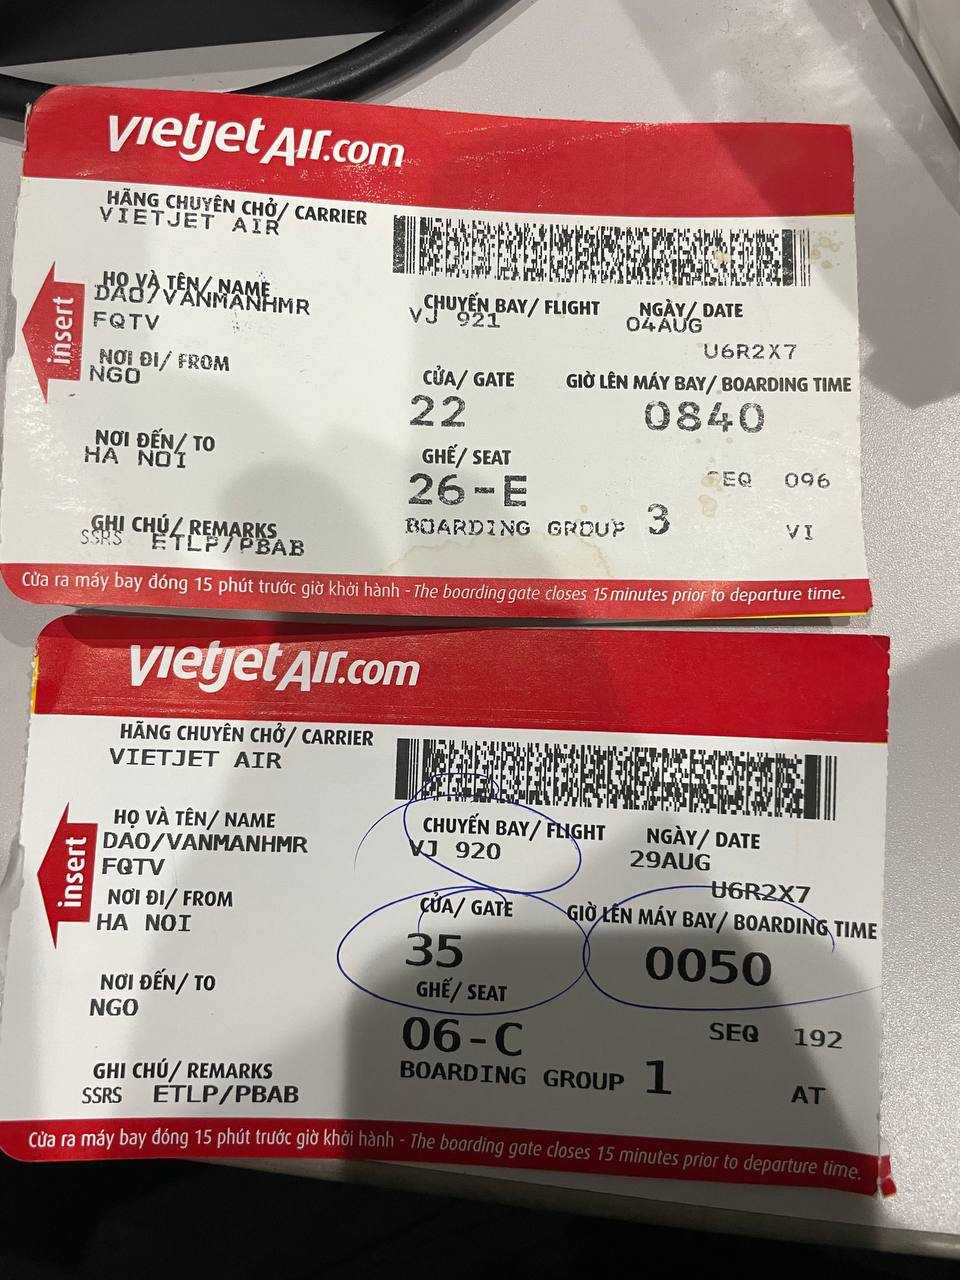 vietjet Air.com
HÃNG CHUYÊN CHỞ/ CARRIER
VIETJET AIR
HỌ VÀ TÊN/ NAME
DAO/VANMANHMR
CHUYẾN BAY/ FLIGHT NGÀY/ DATE
VJ 921 04AUG
FQTV
U6R2X7
NƠI ĐI/ FROM
NGO
CỬA/ GATE GIỜ LÊN MÁY BAY/ BOARDING TIME
22 0840
NƠI ĐẾN/ TO
HA NOI
GHẾ/ SEAT
26-E
SEQ 096
GHI CHÚ/ REMARKS
SSRS ETLP/PBAB
BOARDING GROUP 3
VI
insert
Cửa ra máy bay đóng 15 phút trước giờ khởi hành - The boarding gate closes 15 minutes prior to departure time.
vietjet Air.com
HÃNG CHUYÊN CHỞ/ CARRIER
VIETJET AIR
HỌ VÀ TÊN/ NAME
DAO/VANMANHMR
CHUYẾN BAY/ FLIGHT NGÀY/ DATE
VJ 920 29AUG
FQTV
U6R2X7
NƠI ĐI/ FROM
HA NOI
CỬA/ GATE GIỜ LÊN MÁY BAY/ BOARDING TIME
35 0050
NƠI ĐẾN/ TO
NGO
GHẾ/ SEAT
06-C
SEQ 192
GHI CHÚ/ REMARKS
SSRS ETLP/PBAB
BOARDING GROUP 1
AT
insert
Cửa ra máy bay đóng 15 phút trước giờ khởi hành - The boarding gate closes 15 minutes prior to departure time.